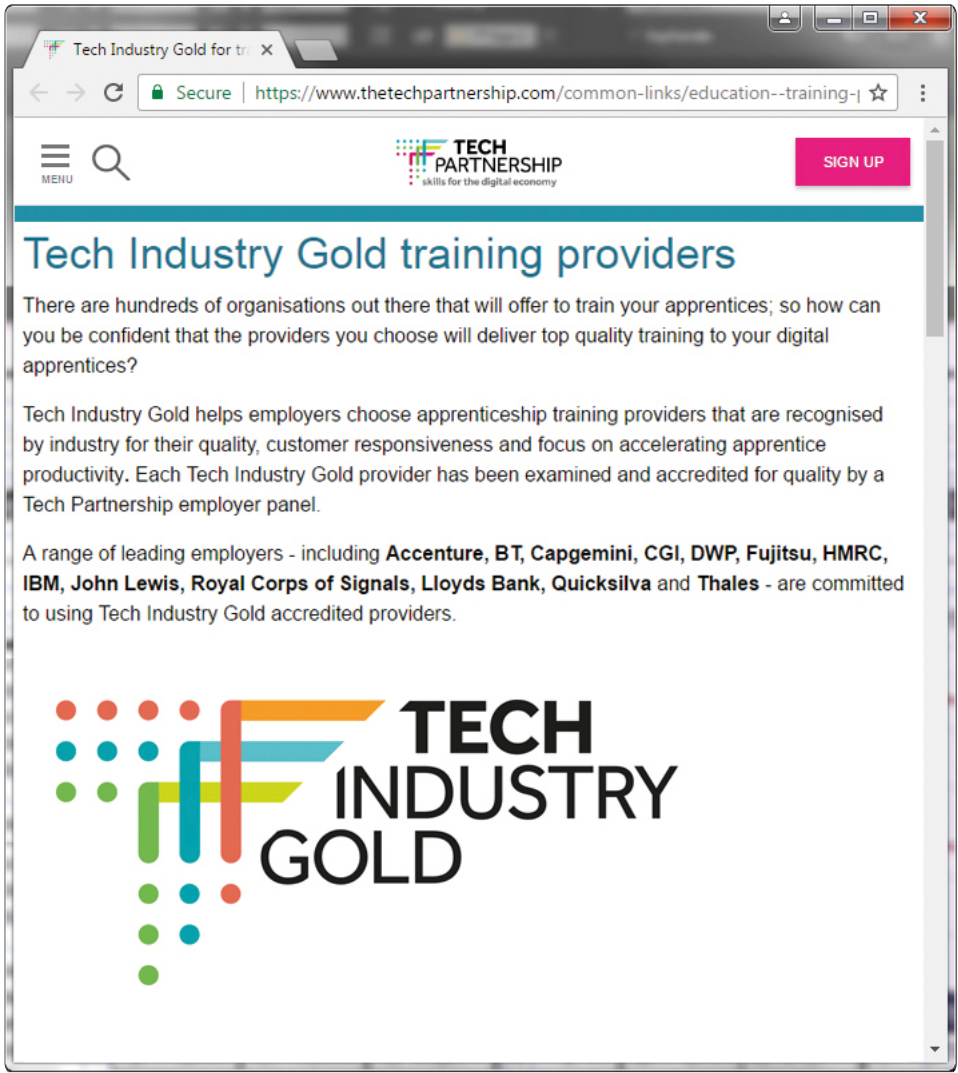 Tech Industry Gold for tr
Secure
https://www.thetechpartnership.com/common-links/education--training-p
MENU
TECH
PARTNERSHIP
skills for the digital economy
SIGN UP
Tech Industry Gold training providers
There are hundreds of organisations out there that will offer to train your apprentices; so how can
you be confident that the providers you choose will deliver top quality training to your digital
apprentices?
Tech Industry Gold helps employers choose apprenticeship training providers that are recognised
by industry for their quality, customer responsiveness and focus on accelerating apprentice
productivity. Each Tech Industry Gold provider has been examined and accredited for quality by a
Tech Partnership employer panel.
A range of leading employers - including Accenture, BT, Capgemini, CGI, DWP, Fujitsu, HMRC,
IBM, John Lewis, Royal Corps of Signals, Lloyds Bank, Quicksilva and Thales - are committed
to using Tech Industry Gold accredited providers.
TECH
INDUSTRY
GOLD